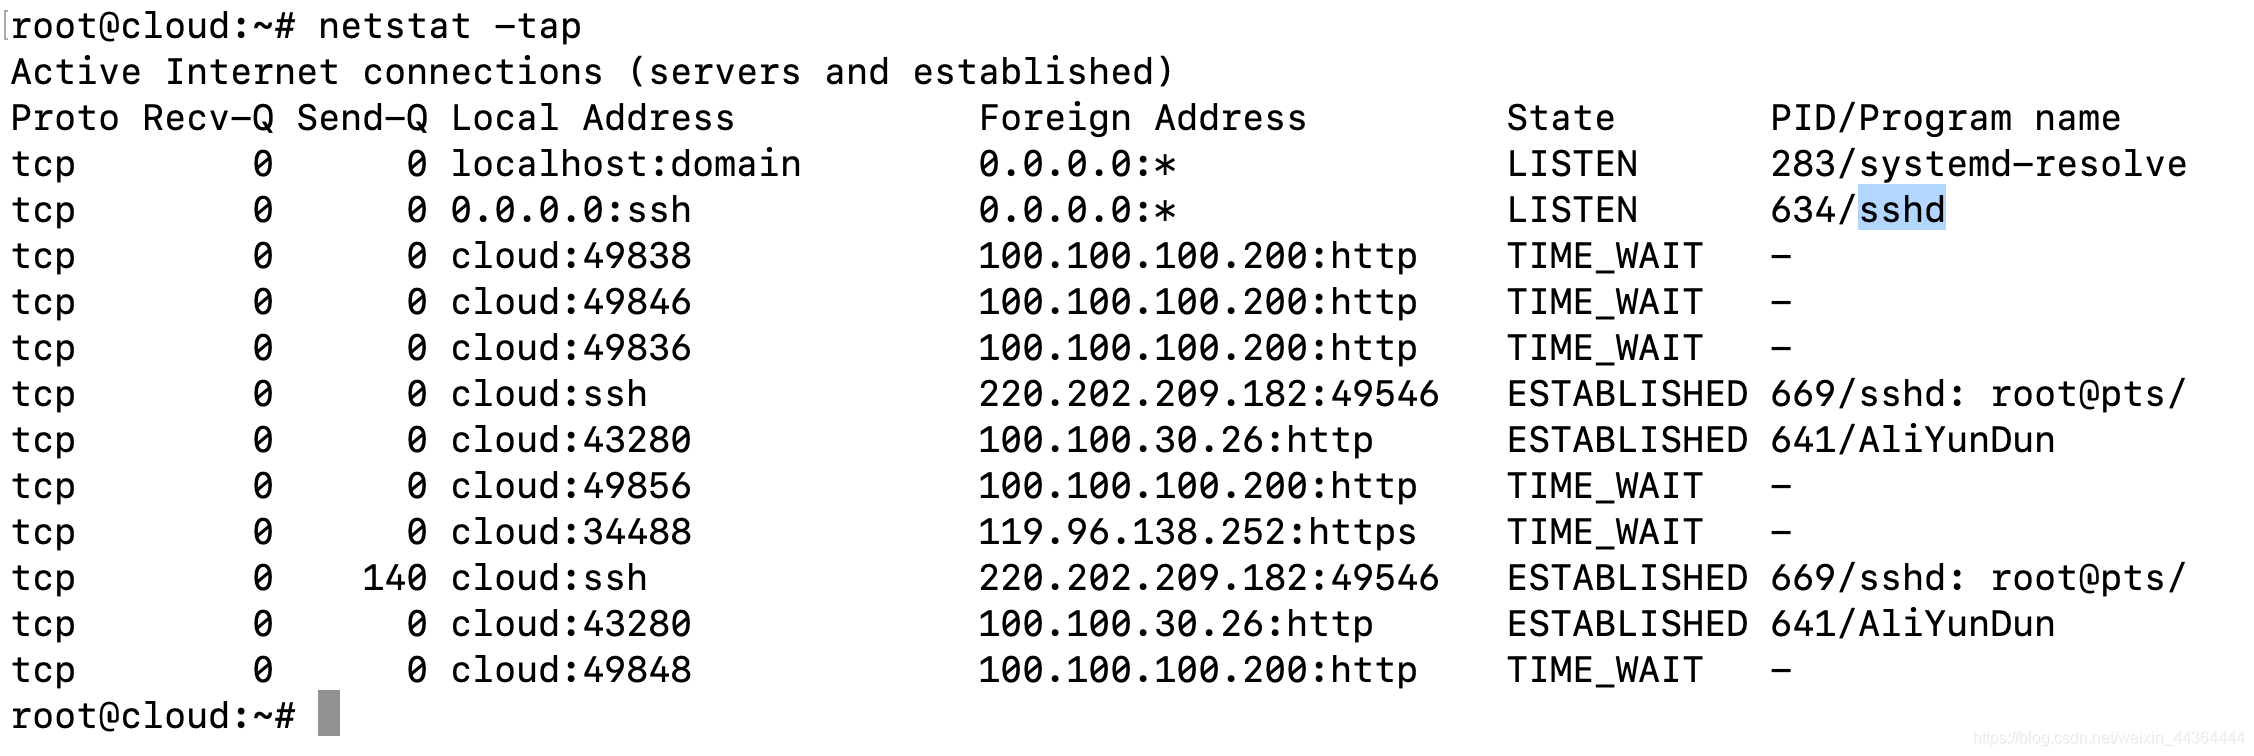 root@cloud:~# netstat -tap
Active Internet connections (servers and established)
Proto Recv-Q Send-Q Local Address           Foreign Address         State       PID/Program name
tcp        0      0 localhost:domain        0.0.0.0:*               LISTEN      283/systemd-resolve
tcp        0      0 0.0.0.0:ssh             0.0.0.0:*               LISTEN      634/sshd
tcp        0      0 cloud:49838             100.100.100.200:http    TIME_WAIT   -
tcp        0      0 cloud:49846             100.100.100.200:http    TIME_WAIT   -
tcp        0      0 cloud:49836             100.100.100.200:http    TIME_WAIT   -
tcp        0      0 cloud:ssh               220.202.209.182:49546   ESTABLISHED 669/sshd: root@pts/
tcp        0      0 cloud:43280             100.100.30.26:http      ESTABLISHED 641/AliYunDun
tcp        0      0 cloud:49856             100.100.100.200:http    TIME_WAIT   -
tcp        0      0 cloud:34488             119.96.138.252:https    TIME_WAIT   -
tcp        0    140 cloud:ssh               220.202.209.182:49546   ESTABLISHED 669/sshd: root@pts/
tcp        0      0 cloud:43280             100.100.30.26:http      ESTABLISHED 641/AliYunDun
tcp        0      0 cloud:49848             100.100.100.200:http    TIME_WAIT   -
root@cloud:~#
https://blog.csdn.net/weixin_44364444